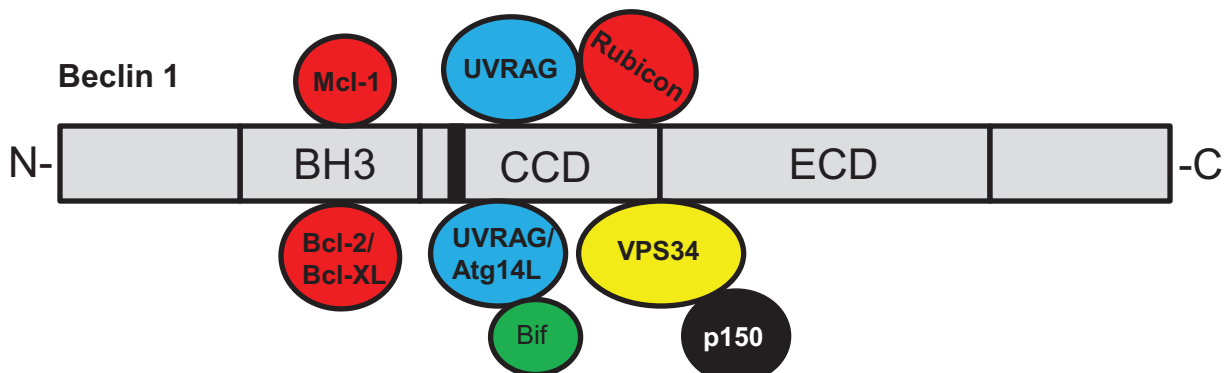 Beclin 1
Mcl-1
UVRAG
Rubicon
N-
BH3
CCD
ECD
-C
Bcl-2/
Bcl-XL
UVRAG/
Atg14L
VPS34
Bif
p150